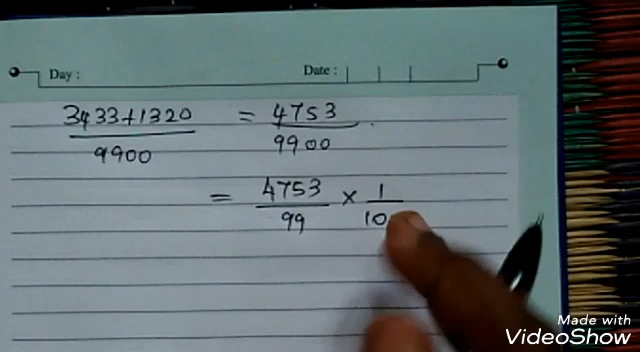 Day : Date :
3433+1320 = 4753
9900 9900
= 4753 × 1
99 10
Made with
VideoShow